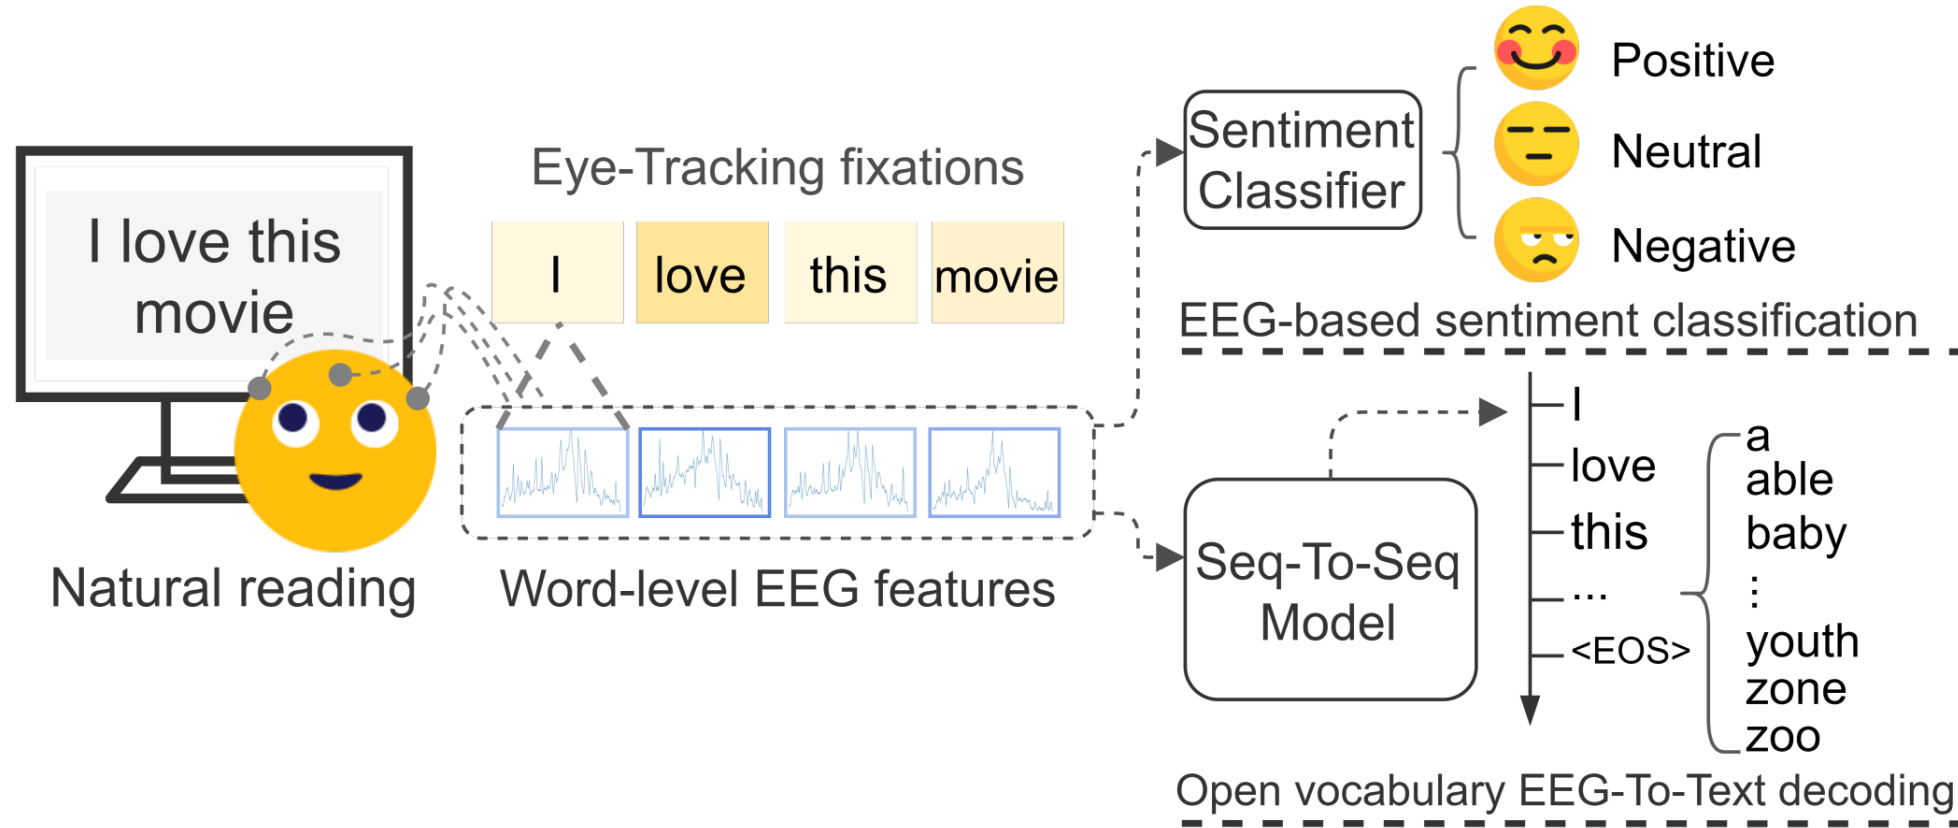 I love this
movie
Natural reading
Eye-Tracking fixations
I
love
this
movie
Word-level EEG features
Sentiment
Classifier
Positive
Neutral
Negative
EEG-based sentiment classification
Seq-To-Seq
Model
I
love
this
...
<EOS>
a
able
baby
⋮
youth
zone
zoo
Open vocabulary EEG-To-Text decoding